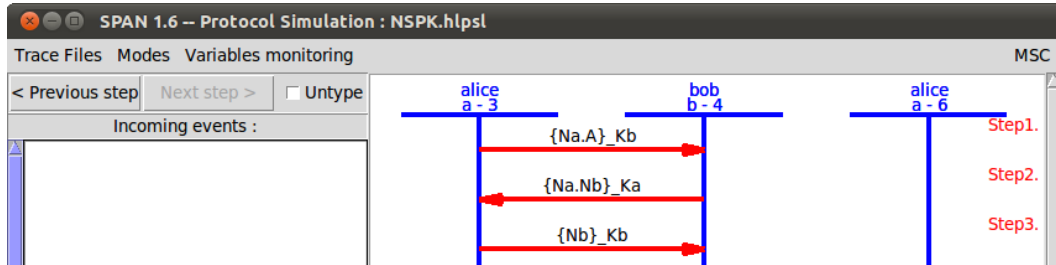 SPAN 1.6 -- Protocol Simulation : NSPK.hlpsl
Trace Files Modes Variables monitoring MSC
< Previous step Next step > Untype
Incoming events :
alice bob alice
a - 3 b - 4 a - 6
Step1.
{Na.A}_Kb
Step2.
{Na.Nb}_Ka
Step3.
{Nb}_Kb